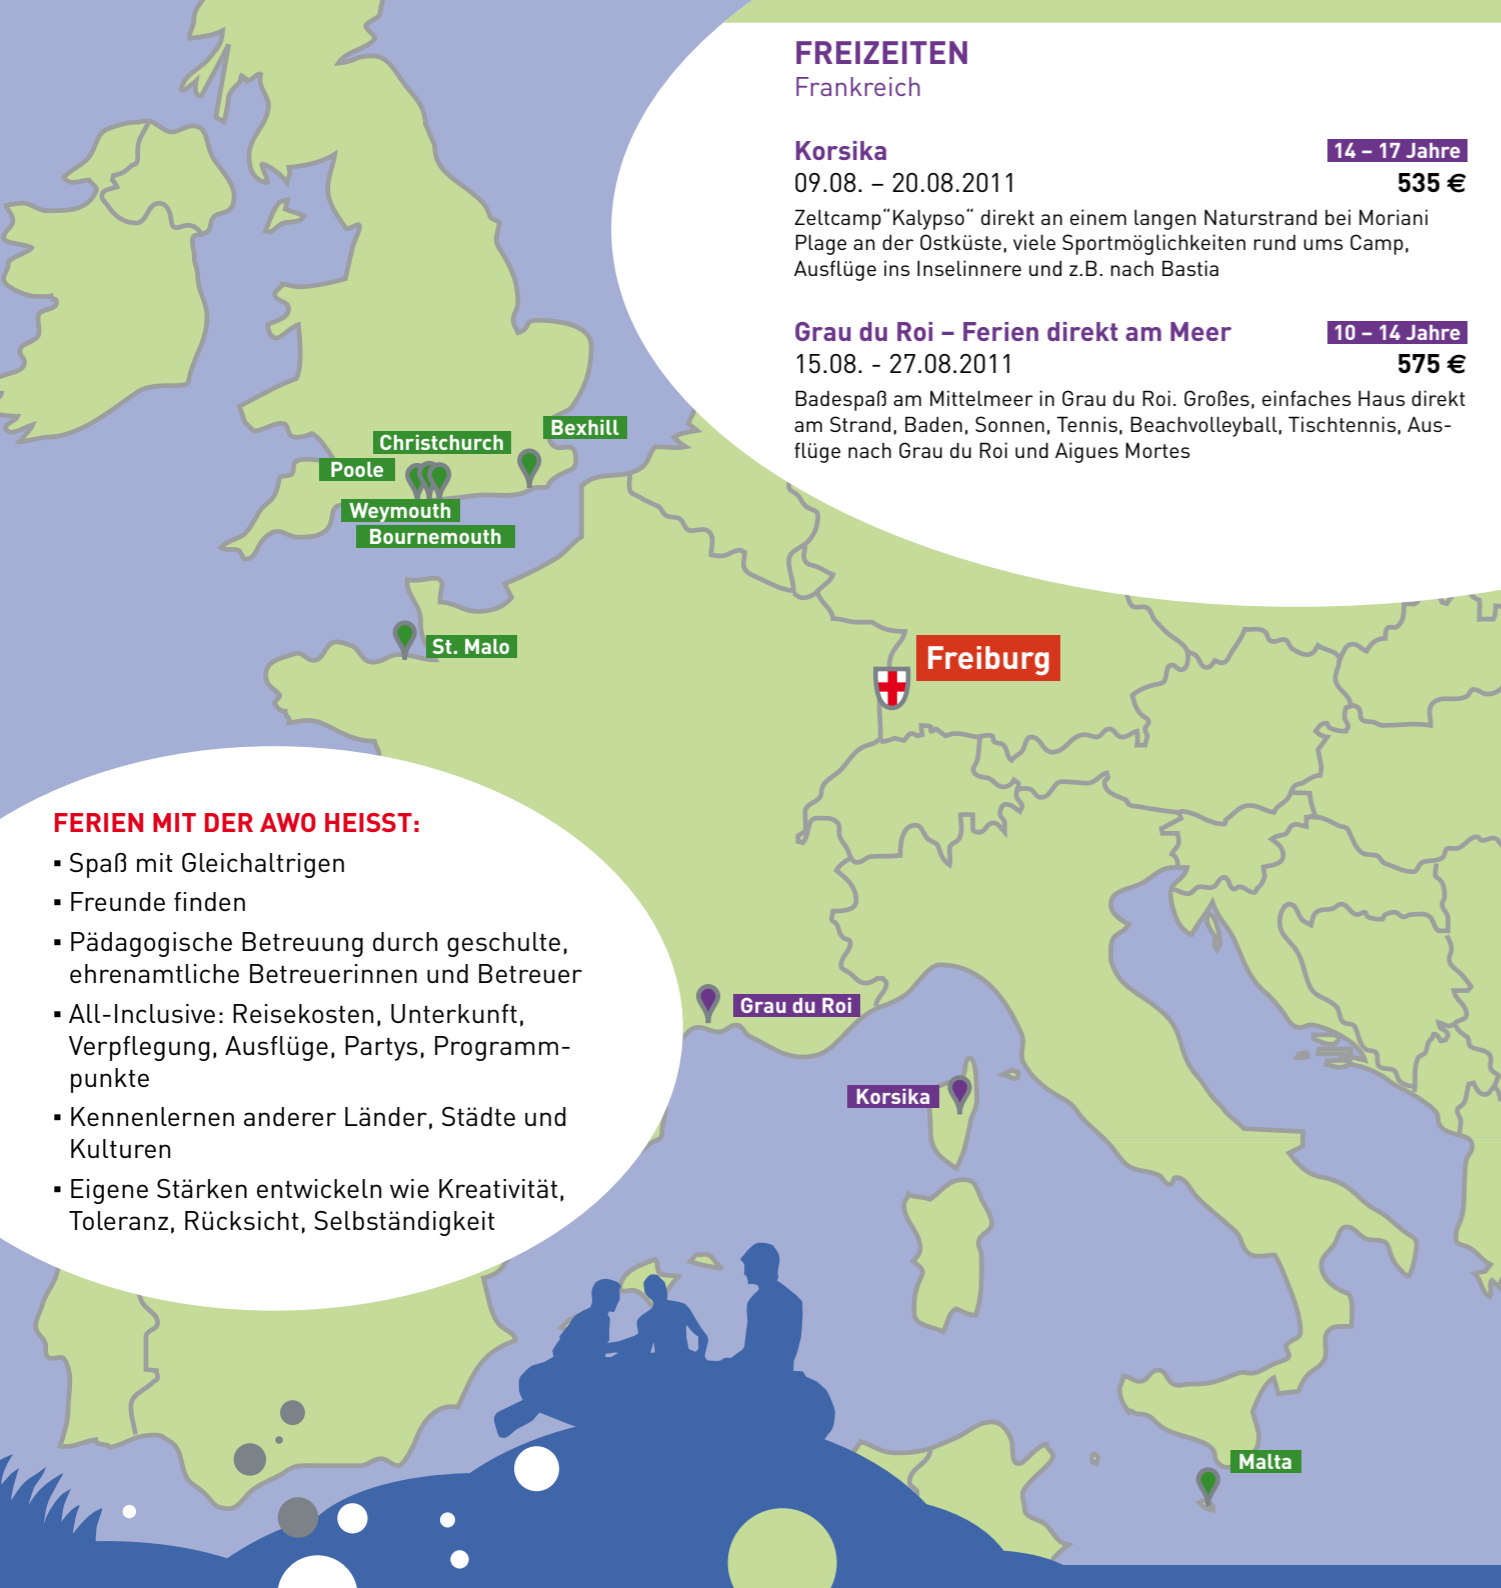 FREIZEITEN
Frankreich
Korsika
14 – 17 Jahre
09.08. – 20.08.2011
535 €
Zeltcamp“Kalypso“ direkt an einem langen Naturstrand bei Moriani
Plage an der Ostküste, viele Sportmöglichkeiten rund ums Camp,
Ausflüge ins Inselinnere und z.B. nach Bastia
Grau du Roi – Ferien direkt am Meer
10 – 14 Jahre
15.08. - 27.08.2011
575 €
Badespaß am Mittelmeer in Grau du Roi. Großes, einfaches Haus direkt
am Strand, Baden, Sonnen, Tennis, Beachvolleyball, Tischtennis, Aus-
flüge nach Grau du Roi und Aigues Mortes
Bexhill
Christchurch
Poole
Weymouth
Bournemouth
St. Malo
Freiburg
FERIEN MIT DER AWO HEISST:
▪ Spaß mit Gleichaltrigen
▪ Freunde finden
▪ Pädagogische Betreuung durch geschulte,
ehrenamtliche Betreuerinnen und Betreuer
▪ All-Inclusive: Reisekosten, Unterkunft,
Verpflegung, Ausflüge, Partys, Programm-
punkte
▪ Kennenlernen anderer Länder, Städte und
Kulturen
▪ Eigene Stärken entwickeln wie Kreativität,
Toleranz, Rücksicht, Selbständigkeit
Grau du Roi
Korsika
Malta